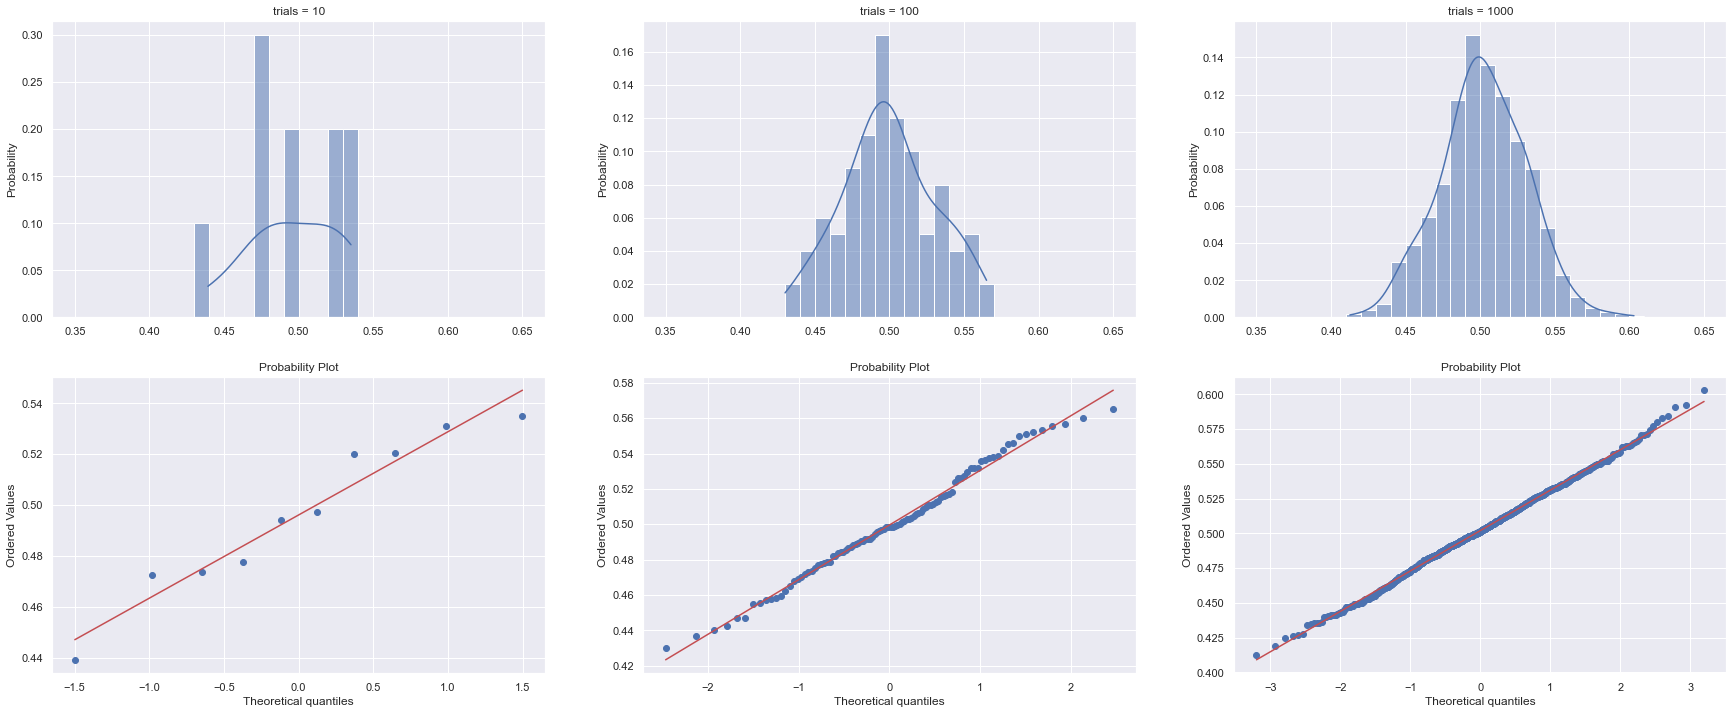 trials = 10
trials = 100
trials = 1000
Probability
0.30
0.25
0.20
0.15
0.10
0.05
0.00
0.35 0.40 0.45 0.50 0.55 0.60 0.65
Probability
0.16
0.14
0.12
0.10
0.08
0.06
0.04
0.02
0.00
0.35 0.40 0.45 0.50 0.55 0.60 0.65
Probability
0.14
0.12
0.10
0.08
0.06
0.04
0.02
0.00
0.35 0.40 0.45 0.50 0.55 0.60 0.65
Probability Plot
Ordered Values
0.54
0.52
0.50
0.48
0.46
0.44
−1.5 −1.0 −0.5 0.0 0.5 1.0 1.5
Theoretical quantiles
Probability Plot
Ordered Values
0.58
0.56
0.54
0.52
0.50
0.48
0.46
0.44
0.42
−2 −1 0 1 2
Theoretical quantiles
Probability Plot
Ordered Values
0.600
0.575
0.550
0.525
0.500
0.475
0.450
0.425
0.400
−3 −2 −1 0 1 2 3
Theoretical quantiles